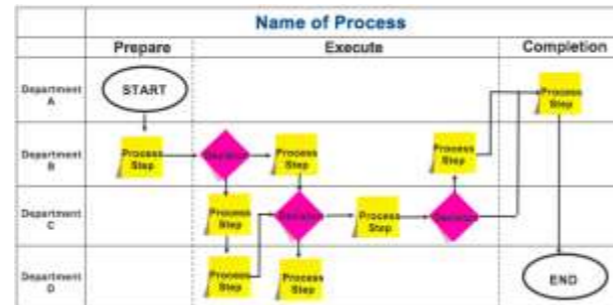 Name of Process
Prepare
Execute
Completion
Department
A
START
Process
Step
Department
B
Process
Step
Decision
Process
Step
Process
Step
Department
C
Process
Step
Decision
Process
Step
Decision
Department
D
Process
Step
Process
Step
END